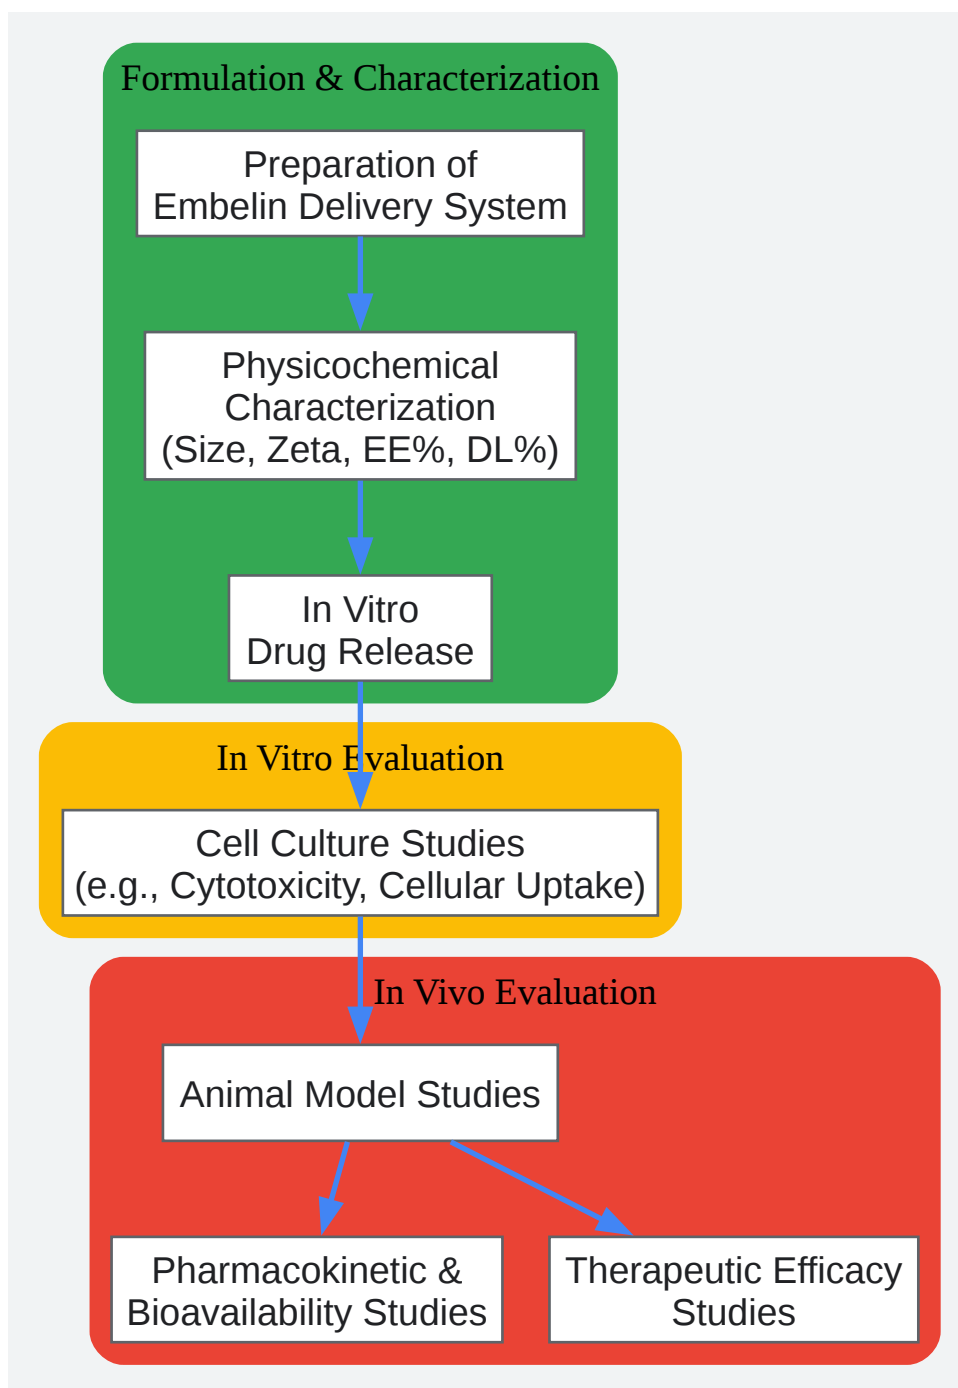 Formulation & Characterization
Preparation of
Embelin Delivery System
Physicochemical
Characterization
(Size, Zeta, EE%, DL%)
In Vitro
Drug Release
In Vitro Evaluation
Cell Culture Studies
(e.g., Cytotoxicity, Cellular Uptake)
In Vivo Evaluation
Animal Model Studies
Pharmacokinetic &
Bioavailability Studies
Therapeutic Efficacy
Studies